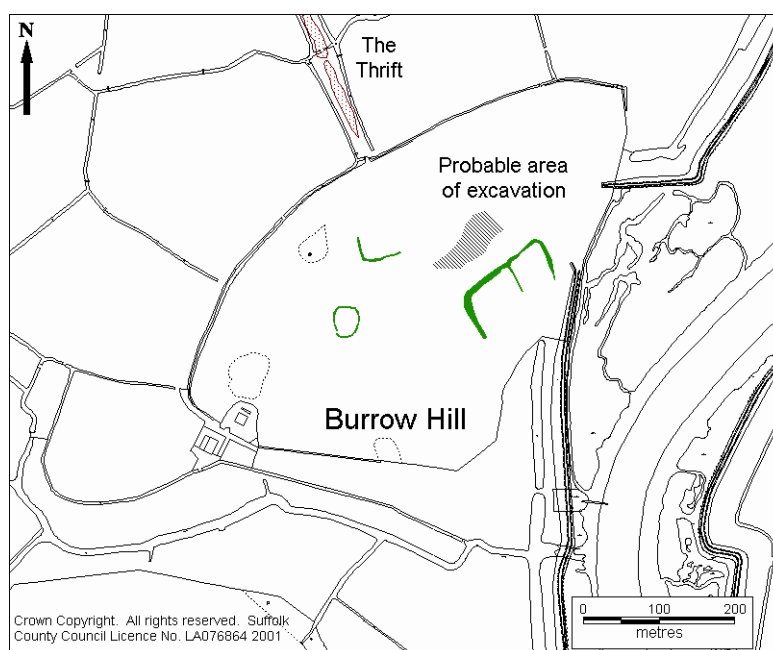 N
The
Thrift
Probable area
of excavation
Burrow Hill
Crown Copyright. All rights reserved. Suffolk
County Council Licence No. LA076864 2001
0 100 200
metres